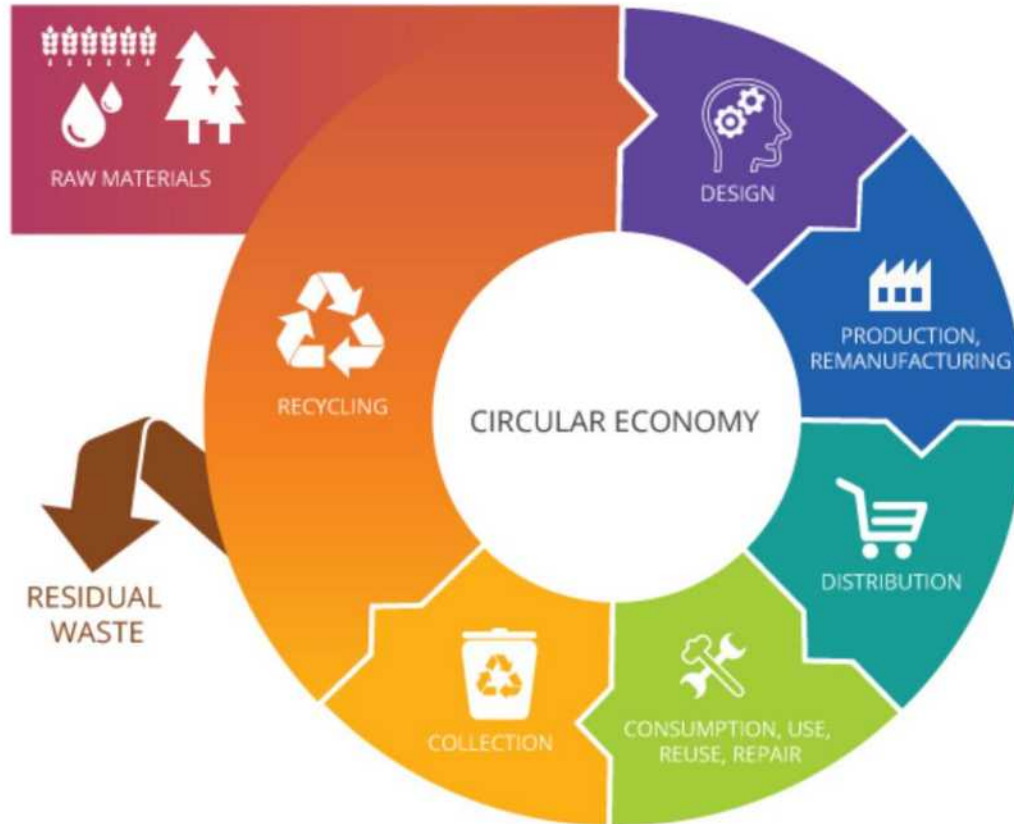 RAW MATERIALS
DESIGN
PRODUCTION,
REMANUFACTURING
RECYCLING
CIRCULAR ECONOMY
DISTRIBUTION
RESIDUAL
WASTE
CONSUMPTION, USE,
REUSE, REPAIR
COLLECTION